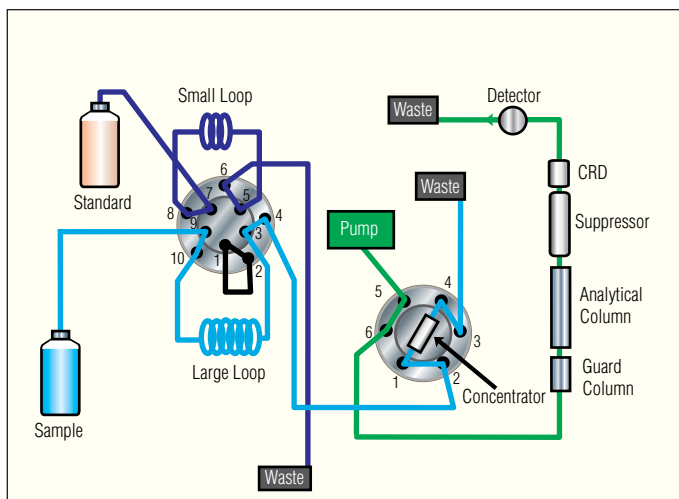 Small Loop
Standard
6
7
5
8
9
4
3
10
1
2
Large Loop
Sample
Waste
Waste
Detector
Waste
CRD
Pump
Suppressor
5
4
6
3
1
2
Concentrator
Analytical
Column
Guard
Column